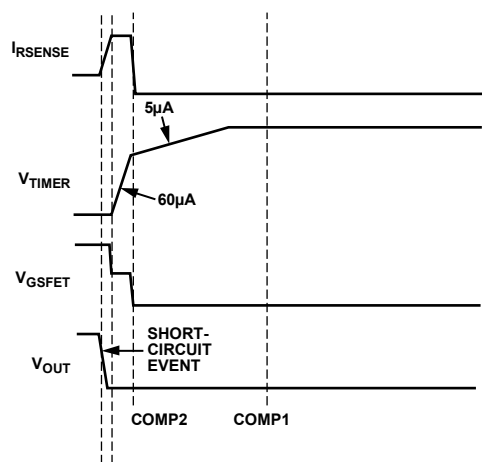 IRSENSE
5µA
VTIMER
60µA
VGSFET
SHORT-
CIRCUIT
EVENT
VOUT
COMP2
COMP1